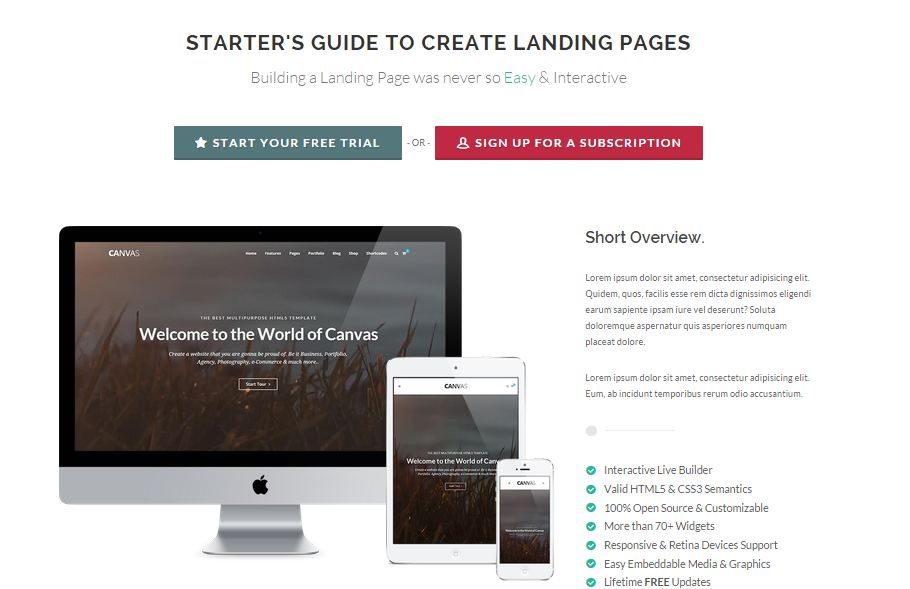 STARTER'S GUIDE TO CREATE LANDING PAGES
Building a Landing Page was never so Easy & Interactive
START YOUR FREE TRIAL - OR - SIGN UP FOR A SUBSCRIPTION
CANVAS
Home Features Pages Portfolio Blog Shop Shortcodes
THE BEST MULTIPURPOSE HTML5 TEMPLATE
Welcome to the World of Canvas
Create a website that you are gonna be proud of. Be it Business, Portfolio,
Agency, Photography, e-Commerce & much more...
Start Tour >
CANVAS
THE BEST MULTIPURPOSE HTML5 TEMPLATE
Welcome to the World of Canv
CANVAS
Welcome to the World of Canvas
Short Overview.
Lorem ipsum dolor sit amet, consectetur adipisicing elit.
Quidem, quos, facilis esse rem dicta dignissimos eligendi
earum sapiente ipsam iure vel deserunt? Soluta
doloremque aspernatur quis asperiores numquam
placeat dolore.
Lorem ipsum dolor sit amet, consectetur adipisicing elit.
Eum, ab incidunt temporibus rerum odio accusantium.
Interactive Live Builder
Valid HTML5 & CSS3 Semantics
100% Open Source & Customizable
More than 70+ Widgets
Responsive & Retina Devices Support
Easy Embeddable Media & Graphics
Lifetime FREE Updates